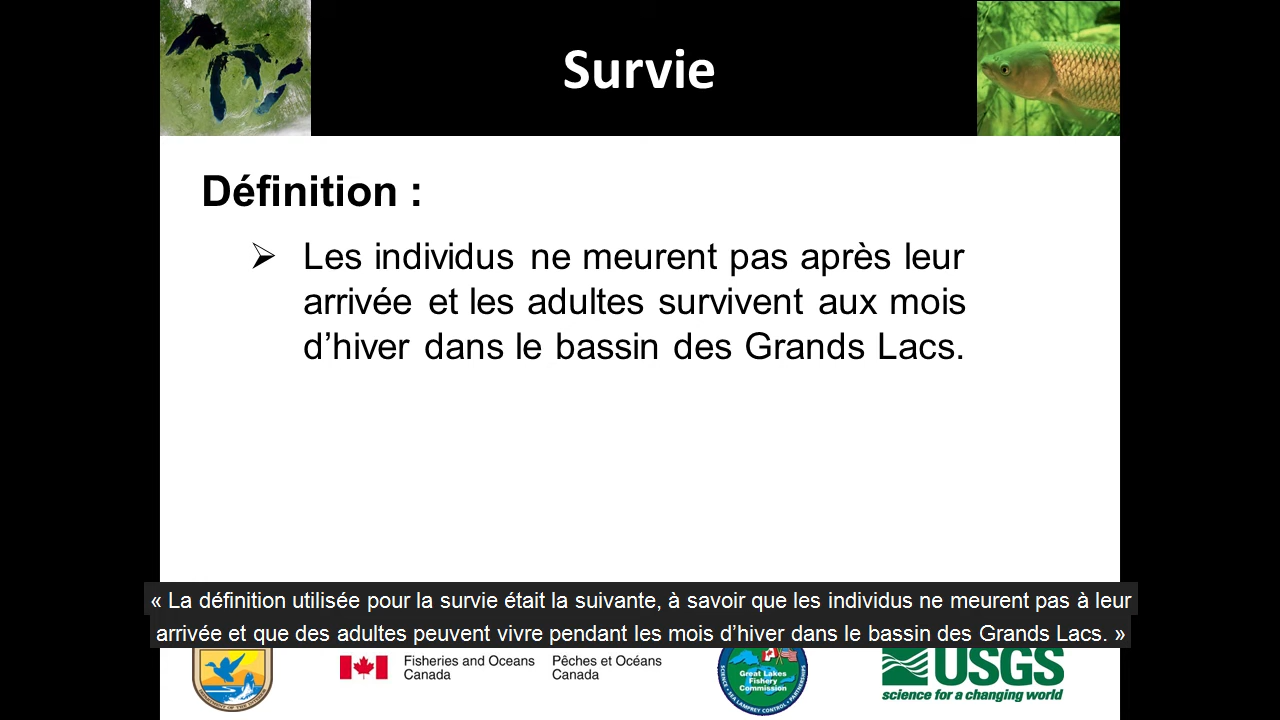 Survie
Définition :
➢ Les individus ne meurent pas après leur
arrivée et les adultes survivent aux mois
d’hiver dans le bassin des Grands Lacs.
« La définition utilisée pour la survie était la suivante, à savoir que les individus ne meurent pas à leur
arrivée et que des adultes peuvent vivre pendant les mois d’hiver dans le bassin des Grands Lacs. »
Fisheries and Oceans
Canada
Pêches et Océans
Canada
Great Lakes
Fishery
Commission
USGS
science for a changing world